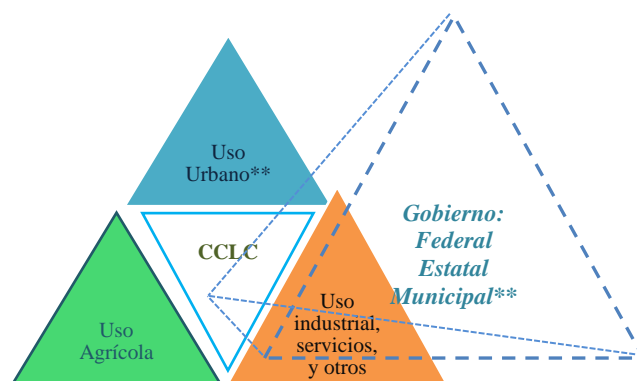 Uso
Urbano**
CCLC
Uso
Agrícola
Uso
industrial,
servicios,
y otros
Gobierno:
Federal
Estatal
Municipal**